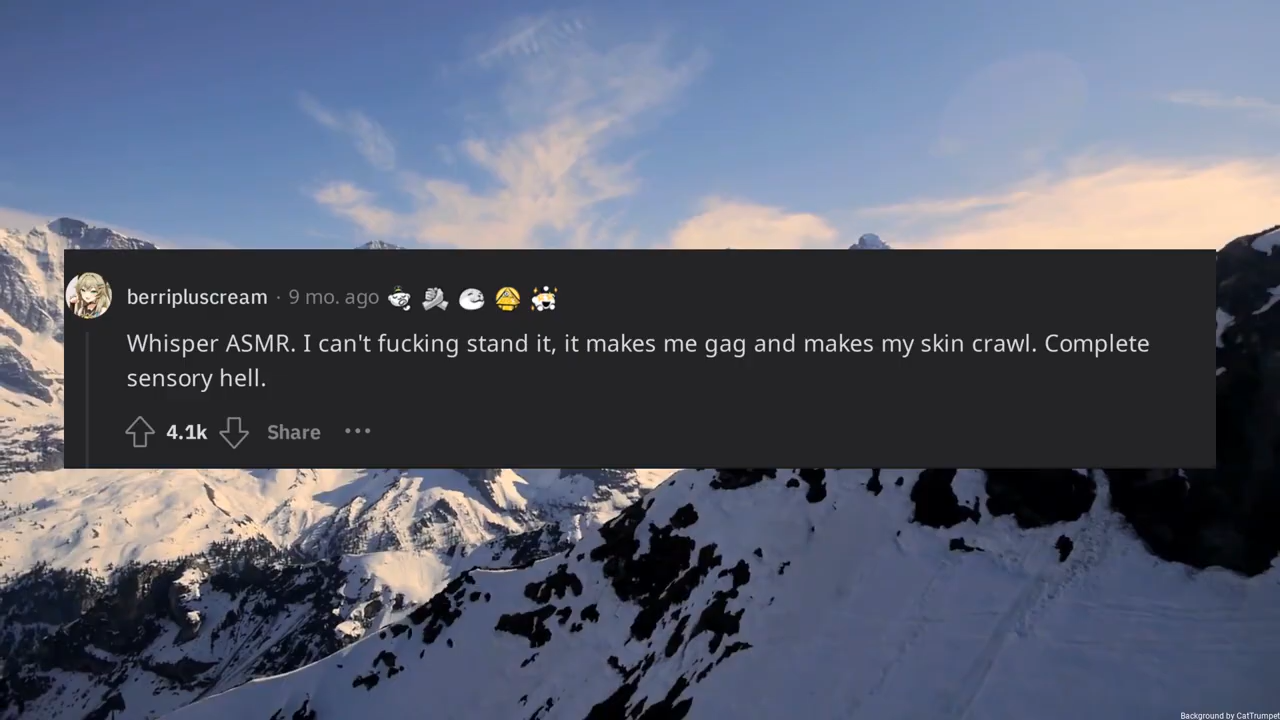 berripluscream · 9 mo. ago
Whisper ASMR. I can't fucking stand it, it makes me gag and makes my skin crawl. Complete
sensory hell.
4.1k Share ···
Background by CatTrumpet